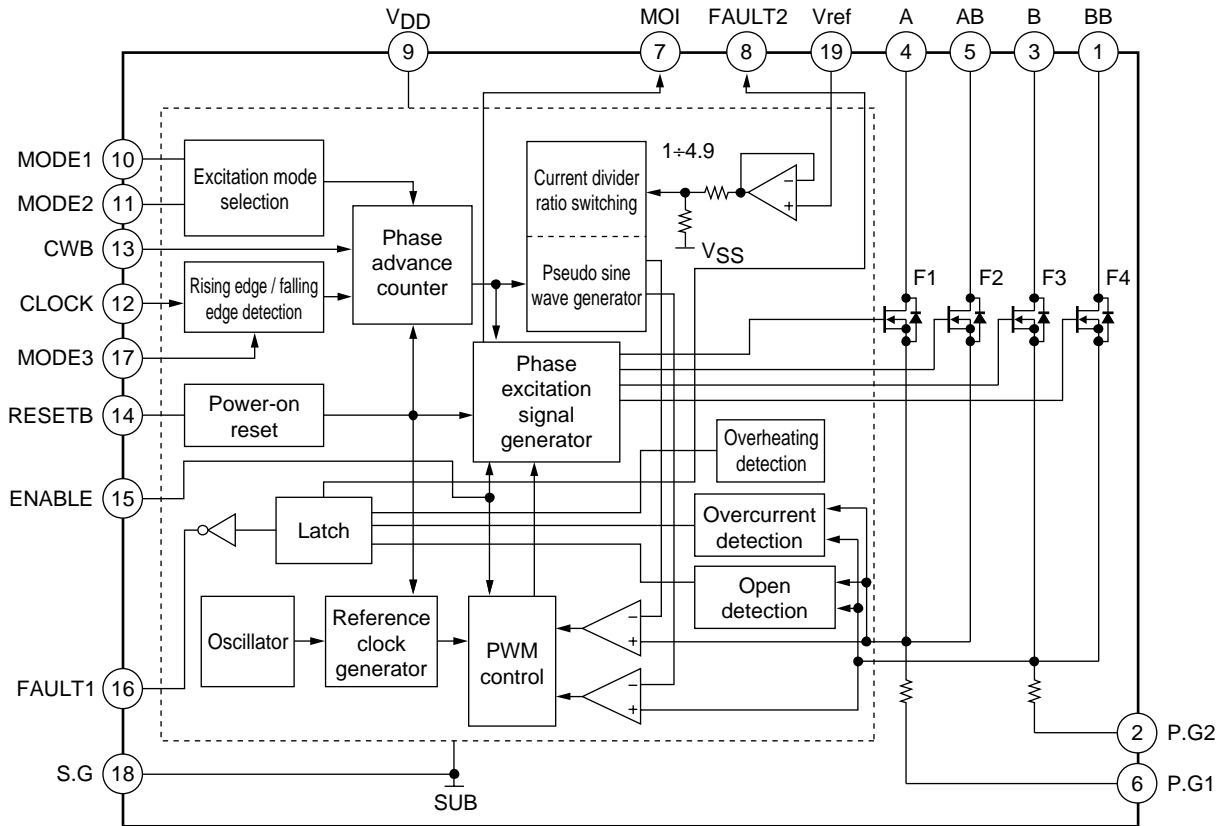 VDD
MOI
FAULT2
Vref
A
AB
B
BB
9
7
8
19
4
5
3
1
MODE1
10
MODE2
11
CWB
13
CLOCK
12
MODE3
17
RESETB
14
ENABLE
15
FAULT1
16
S.G
18
Excitation mode
selection
Rising edge / falling
edge detection
Power-on
reset
Phase
advance
counter
Current divider
ratio switching
Pseudo sine
wave generator
1÷4.9
−
+
VSS
F1
F2
F3
F4
Phase
excitation
signal
generator
Overheating
detection
Latch
Overcurrent
detection
Open
detection
Oscillator
Reference
clock
generator
PWM
control
−
+
−
+
2
P.G2
6
P.G1
SUB